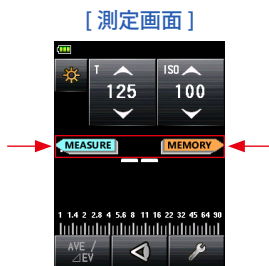 [ 測定画面 ]
T ISO
125 100
MEASURE MEMORY
1 1.4 2 2.8 4 5.6 8 11 16 22 32 45 64 90
AVE /
⊿EV